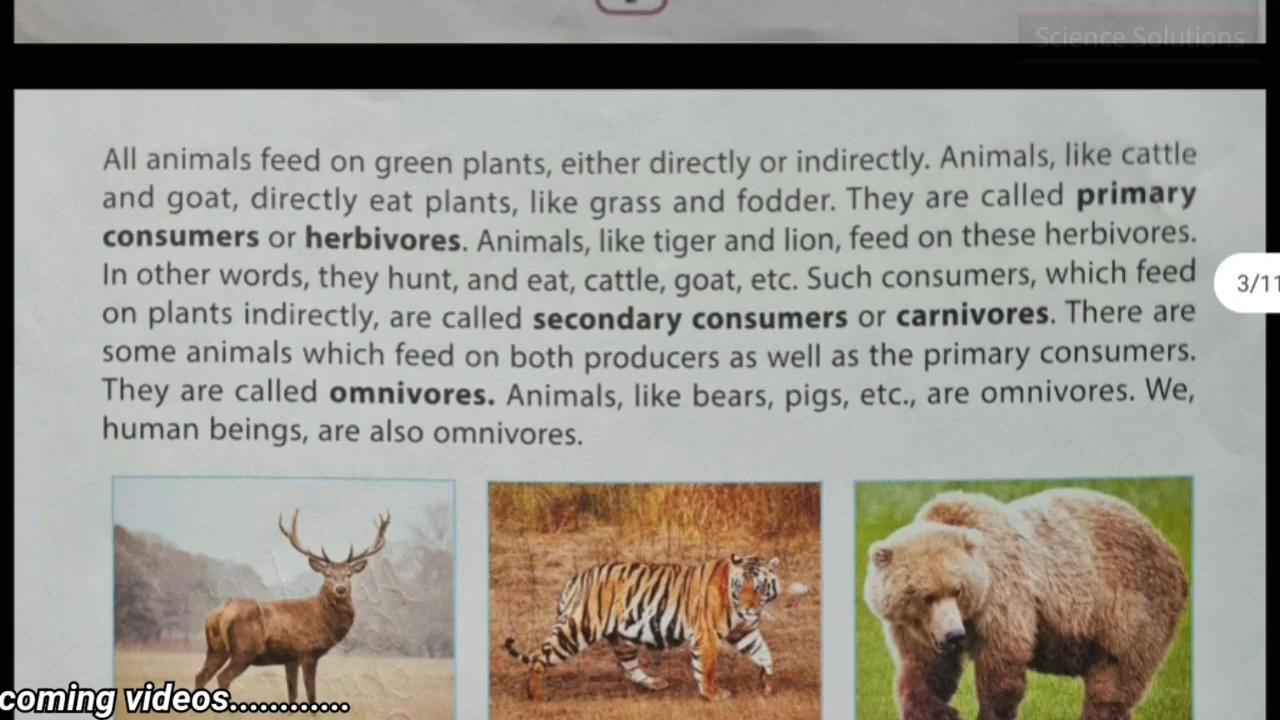 Science Solutions
All animals feed on green plants, either directly or indirectly. Animals, like cattle
and goat, directly eat plants, like grass and fodder. They are called primary
consumers or herbivores. Animals, like tiger and lion, feed on these herbivores.
In other words, they hunt, and eat, cattle, goat, etc. Such consumers, which feed
3/11
on plants indirectly, are called secondary consumers or carnivores. There are
some animals which feed on both producers as well as the primary consumers.
They are called omnivores. Animals, like bears, pigs, etc., are omnivores. We,
human beings, are also omnivores.
coming videos............